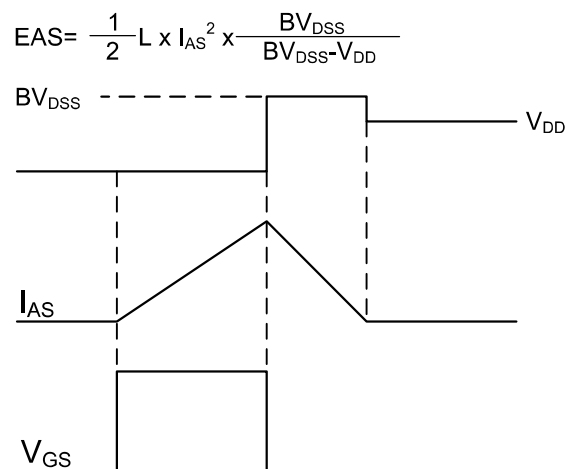 EAS= 1/2 L x I_AS^2 x BV_DSS/BV_DSS-V_DD
BV_DSS
V_DD
I_AS
V_GS